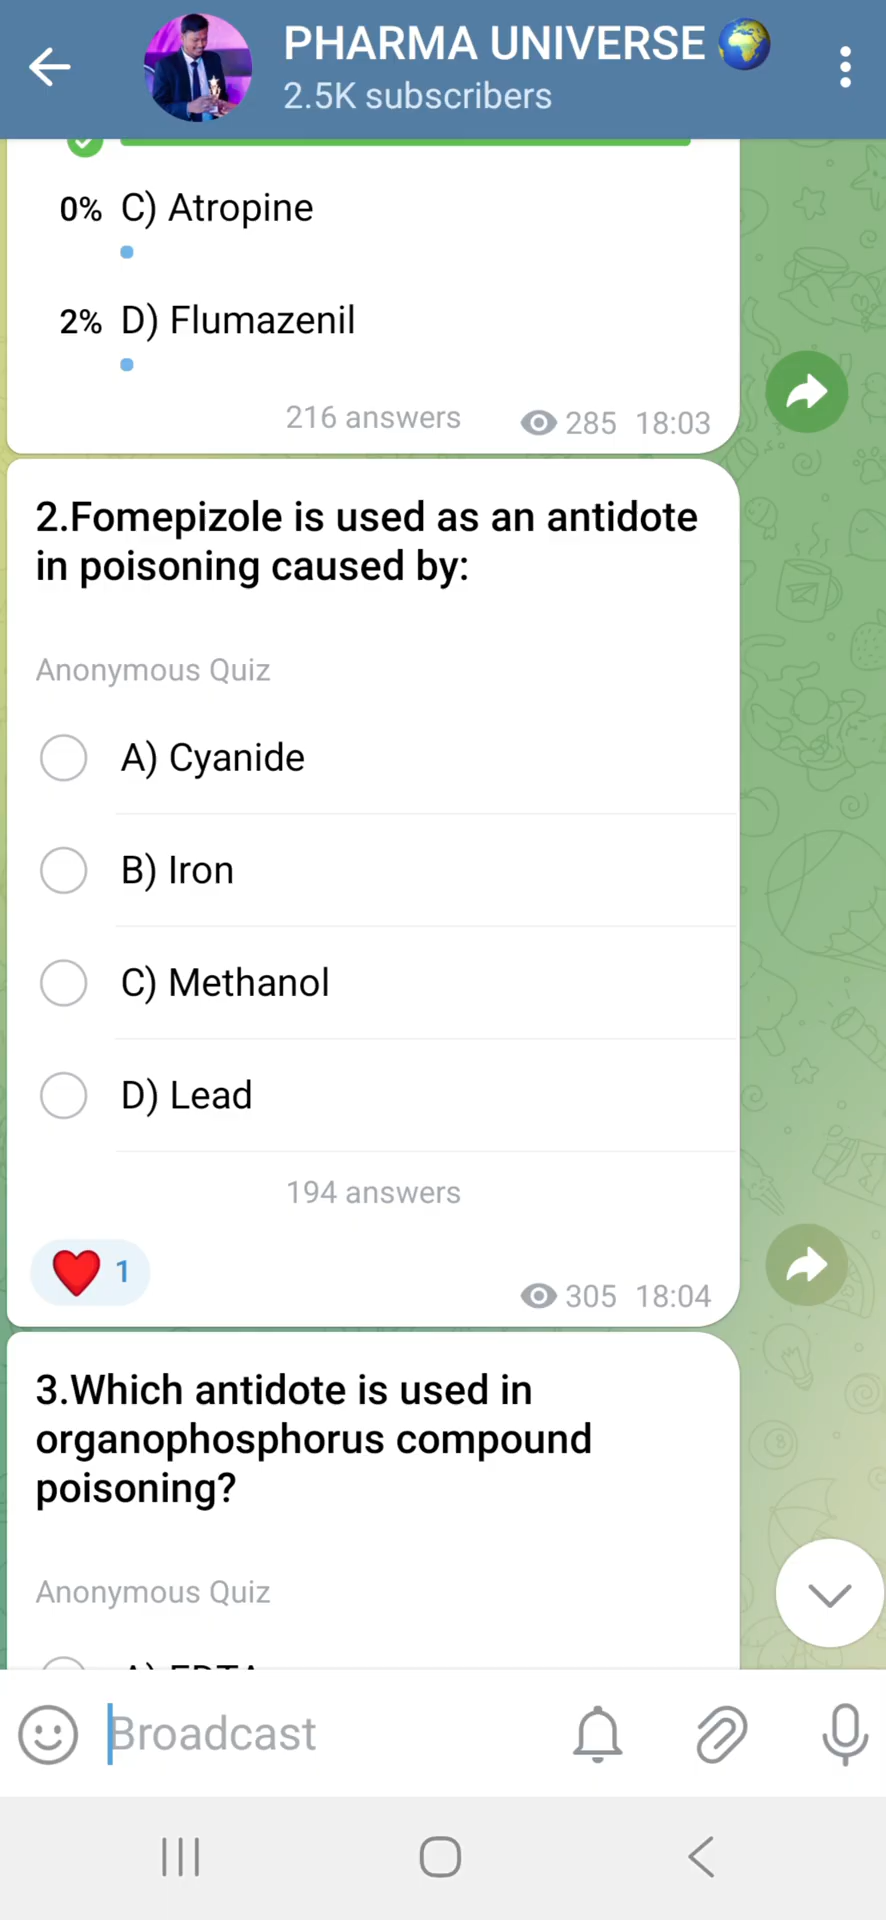 PHARMA UNIVERSE
2.5K subscribers
0% C) Atropine
2% D) Flumazenil
216 answers 285 18:03
2.Fomepizole is used as an antidote
in poisoning caused by:
Anonymous Quiz
A) Cyanide
B) Iron
C) Methanol
D) Lead
194 answers
1
305 18:04
3.Which antidote is used in
organophosphorus compound
poisoning?
Anonymous Quiz
A) EDTA
Broadcast